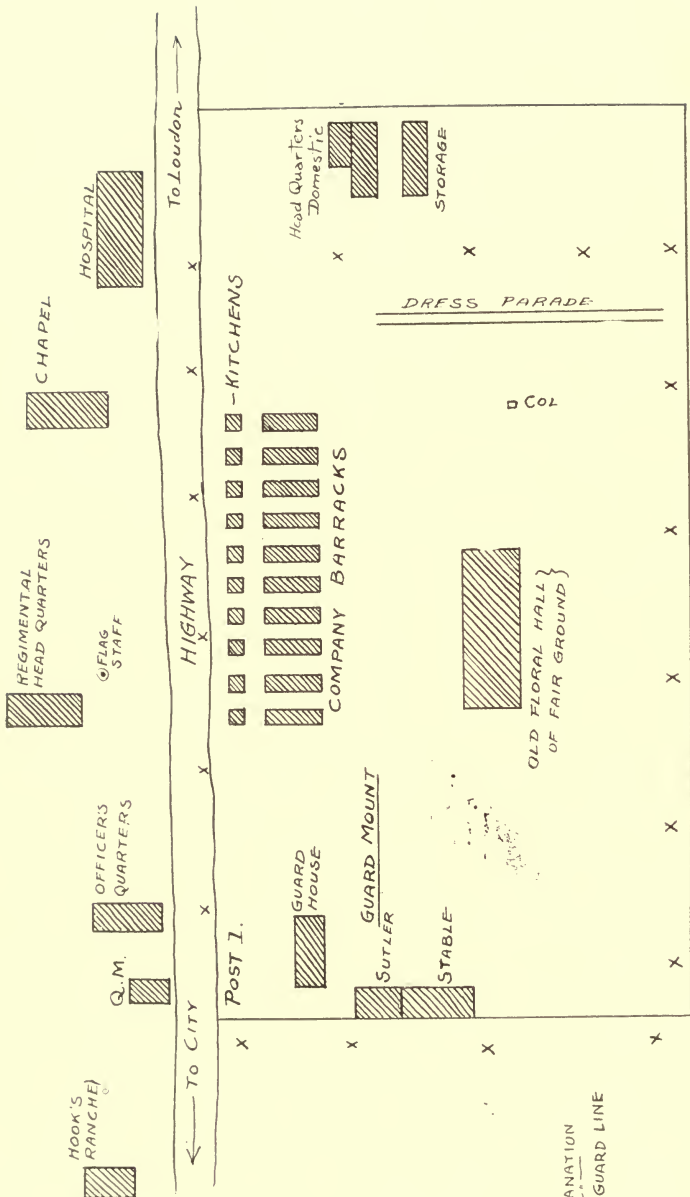 HOOK'S
RANCHE)
Q.M.
OFFICER'S
QUARTERS
REGIMENTAL
HEAD QUARTERS
FLAG
STAFF
CHAPEL
HOSPITAL
To City
HIGHWAY
To Loudon
Post 1.
KITCHENS
COMPANY BARRACKS
GUARD
HOUSE
GUARD MOUNT
SUTLER
STABLE
Head Quarters
Domestic
STORAGE
DRESS PARADE
COL
OLD FLORAL HALL }
OF FAIR GROUND }
ANATION
GUARD LINE